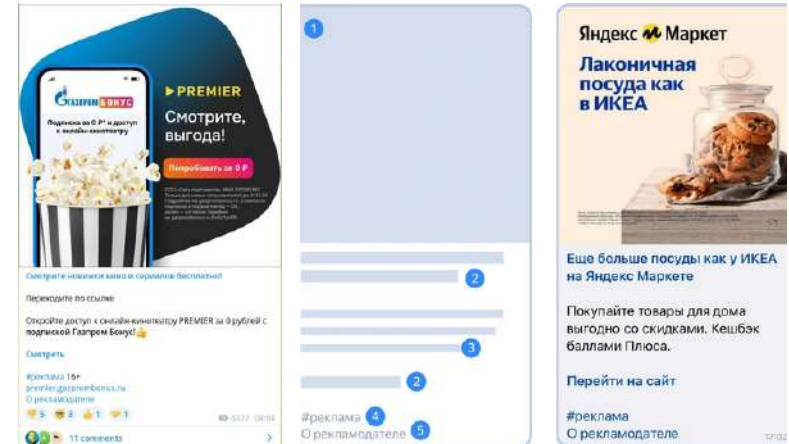 ГАЗПРОМ БОНУС
Подписка за 0 ₽* и доступ
к онлайн-кинотеатру
PREMIER
Смотрите,
выгода!
Попробовать за 0 ₽
Смотрите новинки кино и сериалов бесплатно!
Переходите по ссылке
Откройте доступ к онлайн-кинотеатру PREMIER за 0 рублей с
подпиской Газпром Бонус!👍
Смотреть
#реклама 16+
premier.gazprombonus.ru
О рекламодателе
5 3 1 1
11 comments
1
2
3
2
#реклама 4
О рекламодателе 5
Яндекс Маркет
Лаконичная
посуда как
в ИКЕА
Еще больше посуды как у ИКЕА
на Яндекс Маркете
Покупайте товары для дома
выгодно со скидками. Кешбэк
баллами Плюса.
Перейти на сайт
#реклама
О рекламодателе